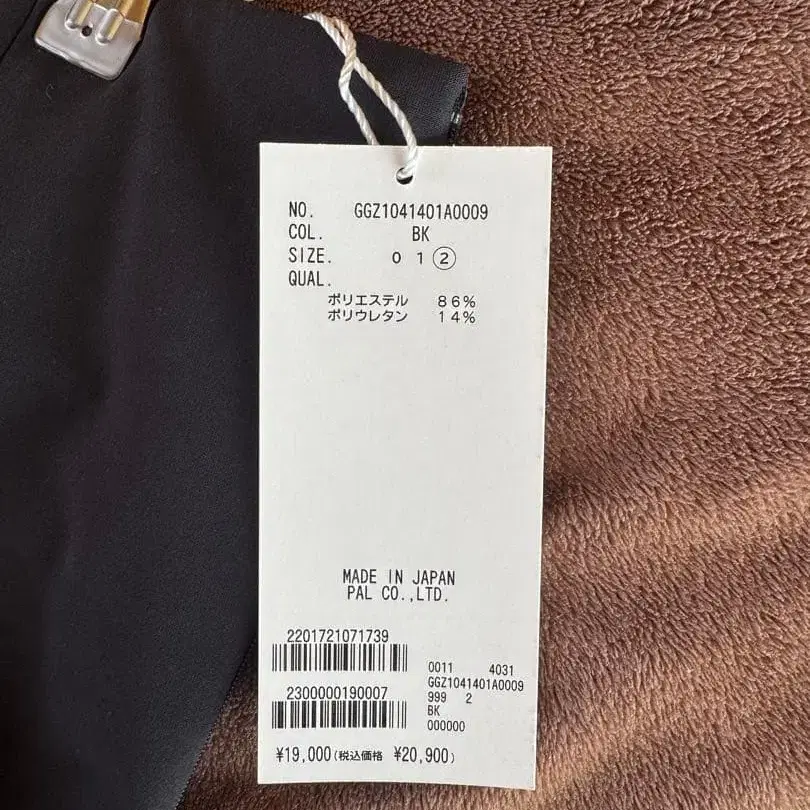 NO. GGZ1041401A0009
COL. BK
SIZE. 0 1 ②
QUAL.
ポリエステル 86%
ポリウレタン 14%
MADE IN JAPAN
PAL CO.,LTD.
2201721071739
0011 4031
GGZ1041401A0009
2300000190007
999 2
BK
000000
¥19,000(税込価格 ¥20,900)